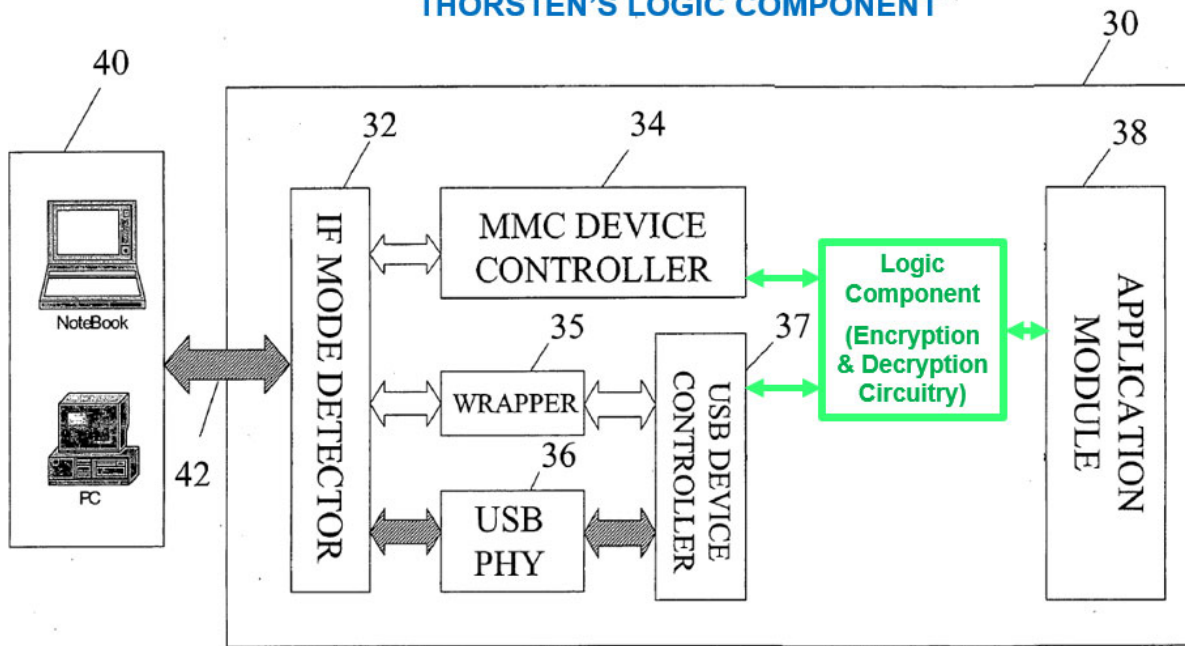 THORSTEN'S LOGIC COMPONENT
30
40
32
34
38
IF MODE DETECTOR
MMC DEVICE
CONTROLLER
Logic
Component
(Encryption
& Decryption
Circuitry)
APPLICATION
MODULE
NoteBook
35
37
WRAPPER
USB DEVICE
CONTROLLER
42
36
PC
USB
PHY